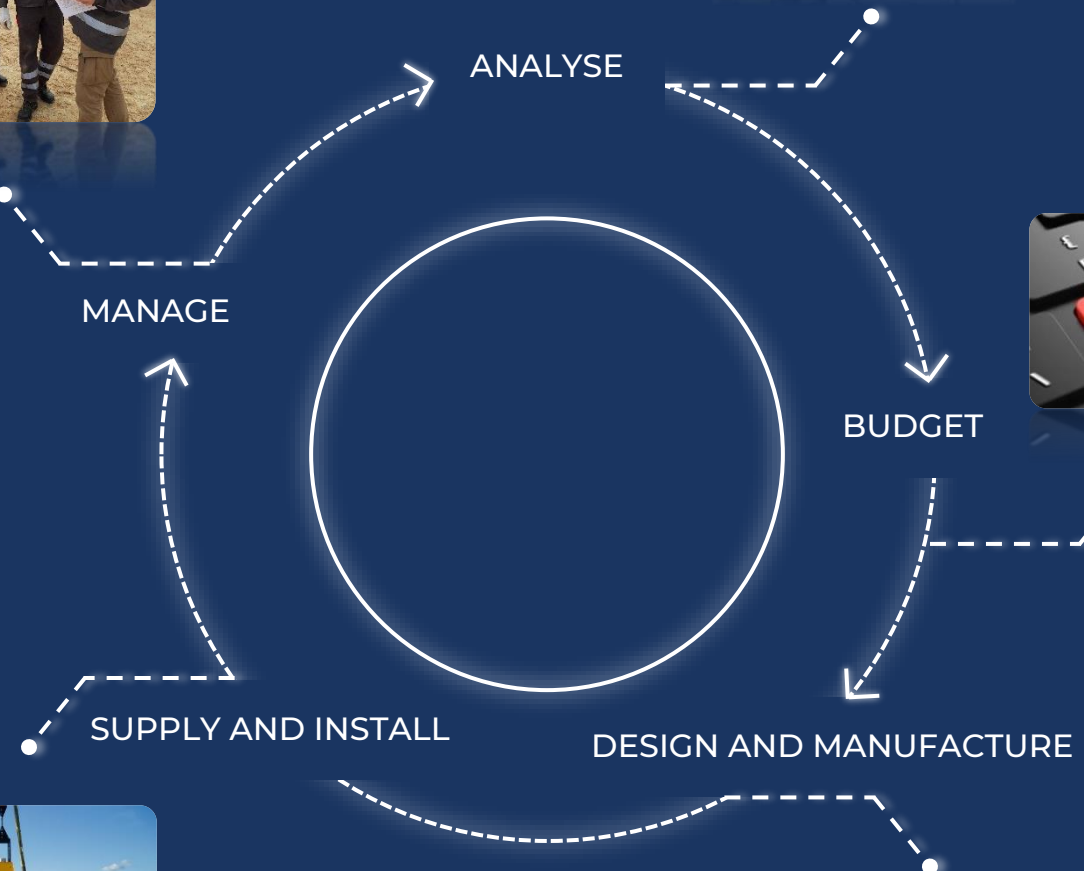 ANALYSE
MANAGE
BUDGET
SUPPLY AND INSTALL
DESIGN AND MANUFACTURE